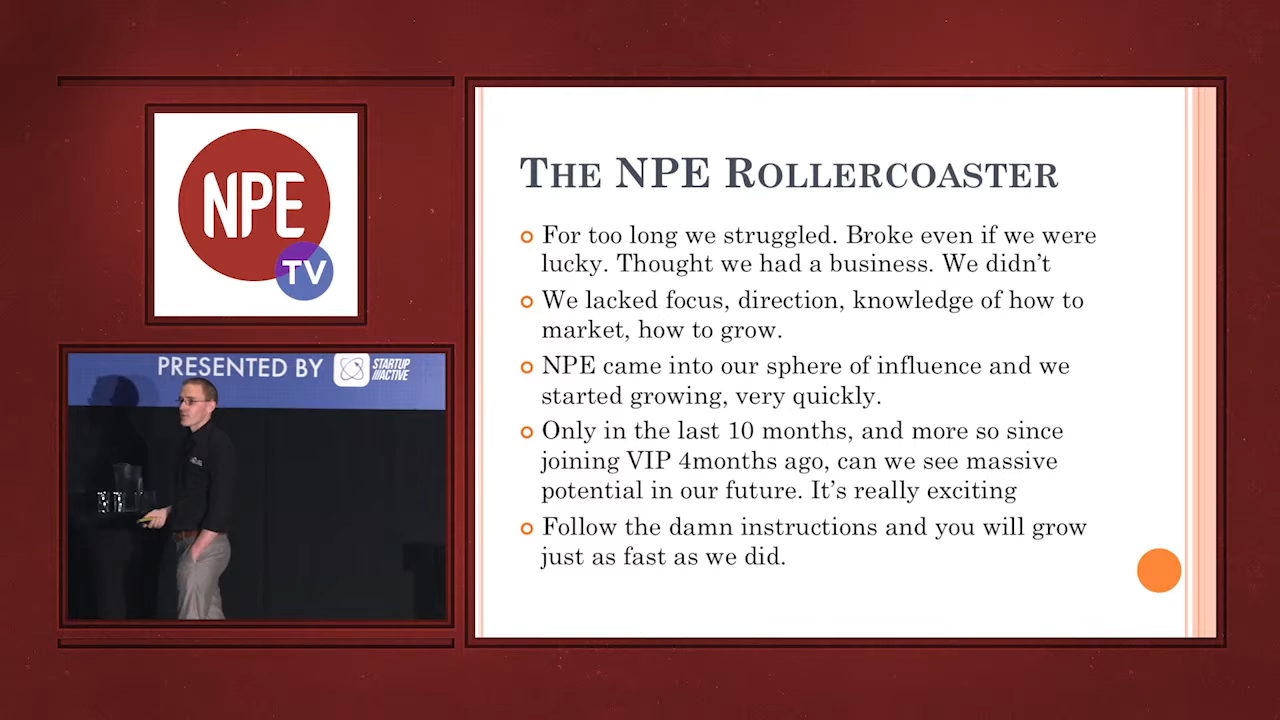 NPE
TV
PRESENTED BY
STARTUP
ACTIVE
THE NPE ROLLERCOASTER
For too long we struggled. Broke even if we were
lucky. Thought we had a business. We didn't
We lacked focus, direction, knowledge of how to
market, how to grow.
NPE came into our sphere of influence and we
started growing, very quickly.
Only in the last 10 months, and more so since
joining VIP 4months ago, can we see massive
potential in our future. It's really exciting
Follow the damn instructions and you will grow
just as fast as we did.